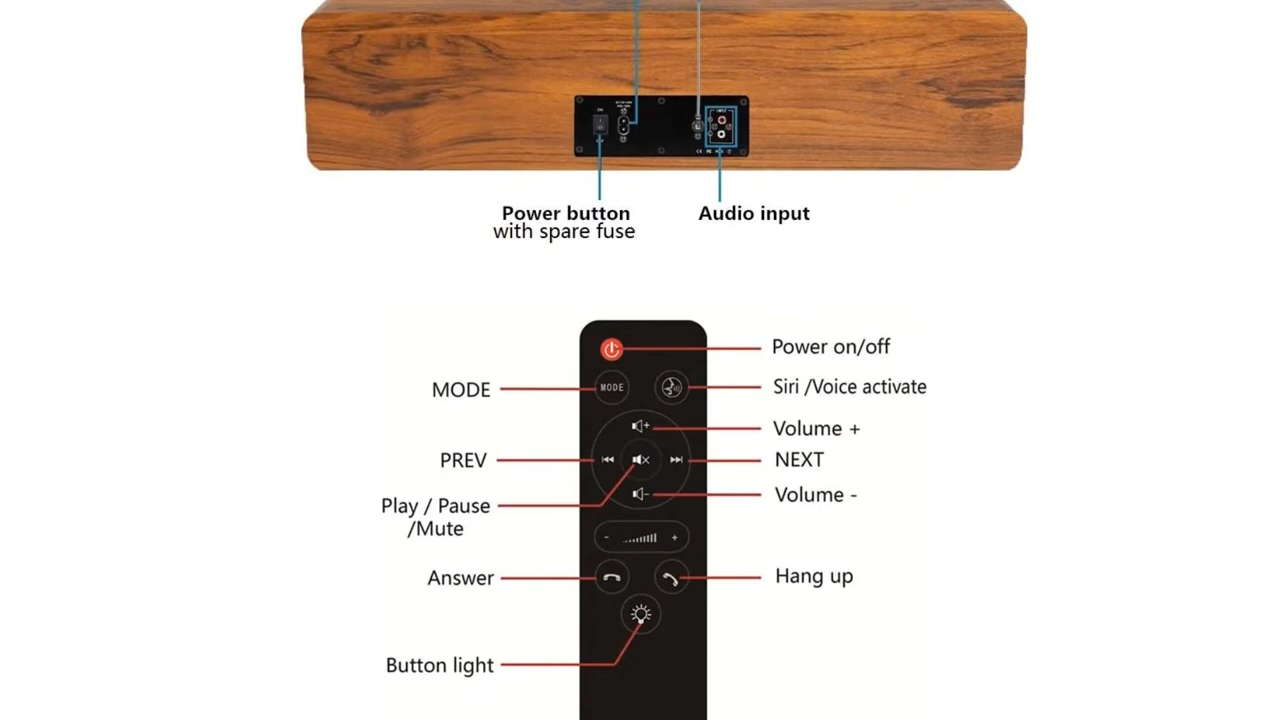 INPUT
Power button
with spare fuse
Audio input
Power on/off
MODE
MODE
Siri /Voice activate
Volume +
PREV
NEXT
Volume -
Play / Pause
/Mute
- +
Answer
Hang up
Button light